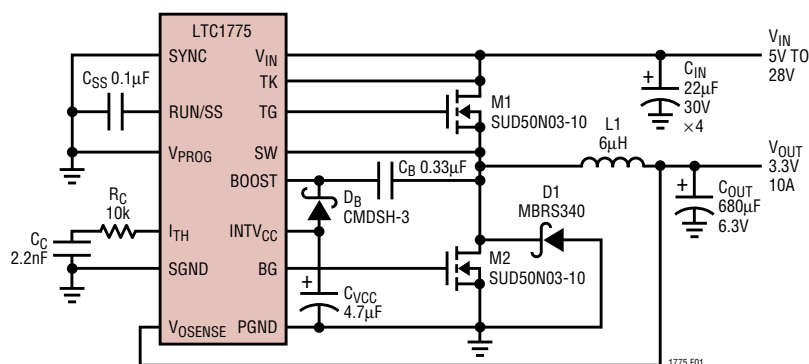 LTC1775
SYNC
RUN/SS
VPROG
ITH
SGND
VOSENSE
VIN
TK
TG
SW
BOOST
INTVCC
BG
PGND
CSS 0.1µF
RC
10k
CC
2.2nF
CB 0.33µF
DB
CMDSH-3
+
CVCC
4.7µF
M1
SUD50N03-10
L1
6µH
D1
MBRS340
M2
SUD50N03-10
+
CIN
22µF
30V
×4
VIN
5V TO
28V
VOUT
3.3V
10A
+
COUT
680µF
6.3V
1775 F01